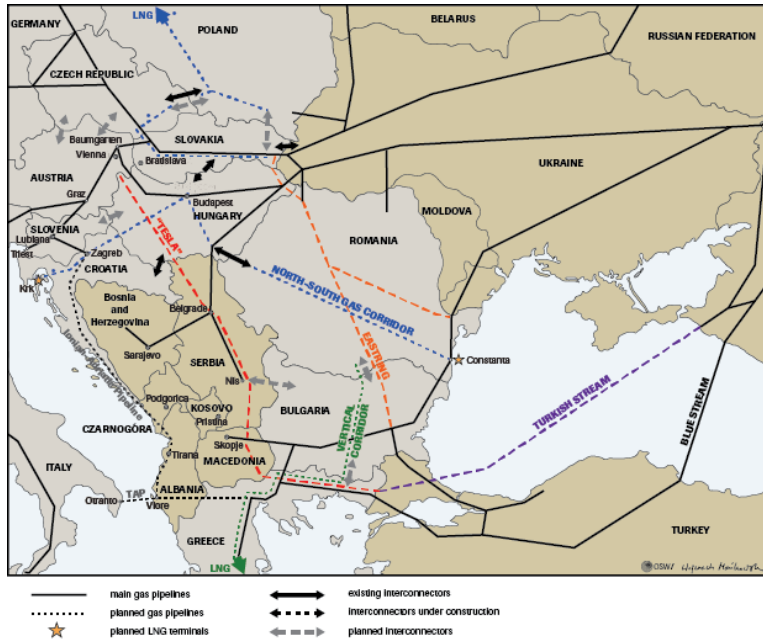 LNG
GERMANY
POLAND
BELARUS
RUSSIAN FEDERATION
CZECH REPUBLIC
SLOVAKIA
Baumgarten
Vienna
Bratislava
UKRAINE
AUSTRIA
Graz
Budapest
HUNGARY
MOLDOVA
SLOVENIA
Lubiana
Triest
Zagreb
CROATIA
"TESLA"
ROMANIA
Krk
NORTH-SOUTH GAS CORRIDOR
Bosnia
and
Herzegovina
Belgrade
Sarajevo
SERBIA
EASTRING
Constanta
Ionian-Adriatic Pipeline
Nis
Podgorica
KOSOVO
Pristina
BULGARIA
VERTICAL
CORRIDOR
TURKISH STREAM
BLUE STREAM
CZARNOGÓRA
Skopje
MACEDONIA
Tirana
ITALY
Otranto
TAP
ALBANIA
Vlore
GREECE
LNG
TURKEY
©OSW/
main gas pipelines
planned gas pipelines
planned LNG terminals
existing interconnectors
interconnectors under construction
planned interconnectors